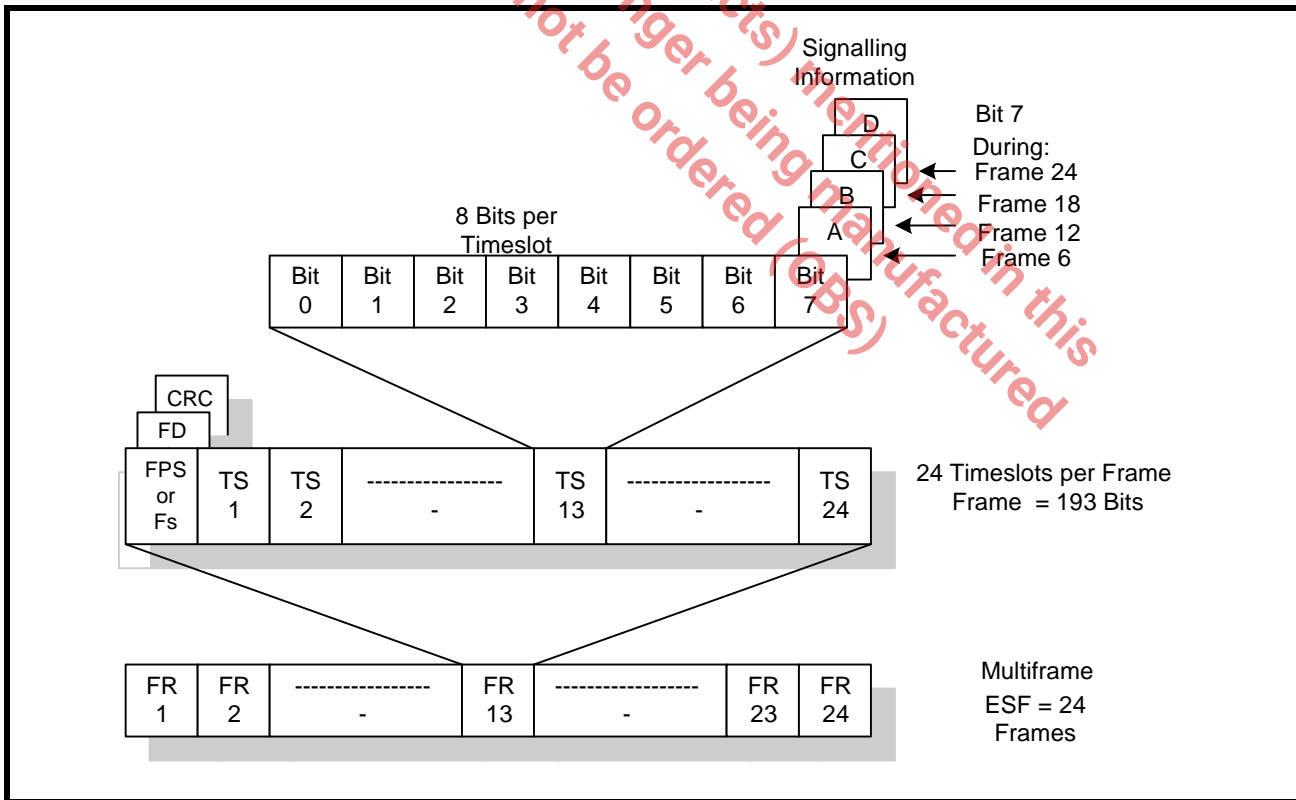 Signalling
Information
D
C
B
A
Bit 7
During:
Frame 24
Frame 18
Frame 12
Frame 6
8 Bits per
Timeslot
Bit 0
Bit 1
Bit 2
Bit 3
Bit 4
Bit 5
Bit 6
Bit 7
CRC
FD
FPS or Fs
TS 1
TS 2
-----------------
-
TS 13
------------------
-
TS 24
24 Timeslots per Frame
Frame = 193 Bits
FR 1
FR 2
-----------------
-
FR 13
------------------
-
FR 23
FR 24
Multiframe
ESF = 24
Frames
cts) mentioned in this
nger being manufactured
not be ordered (OBS)